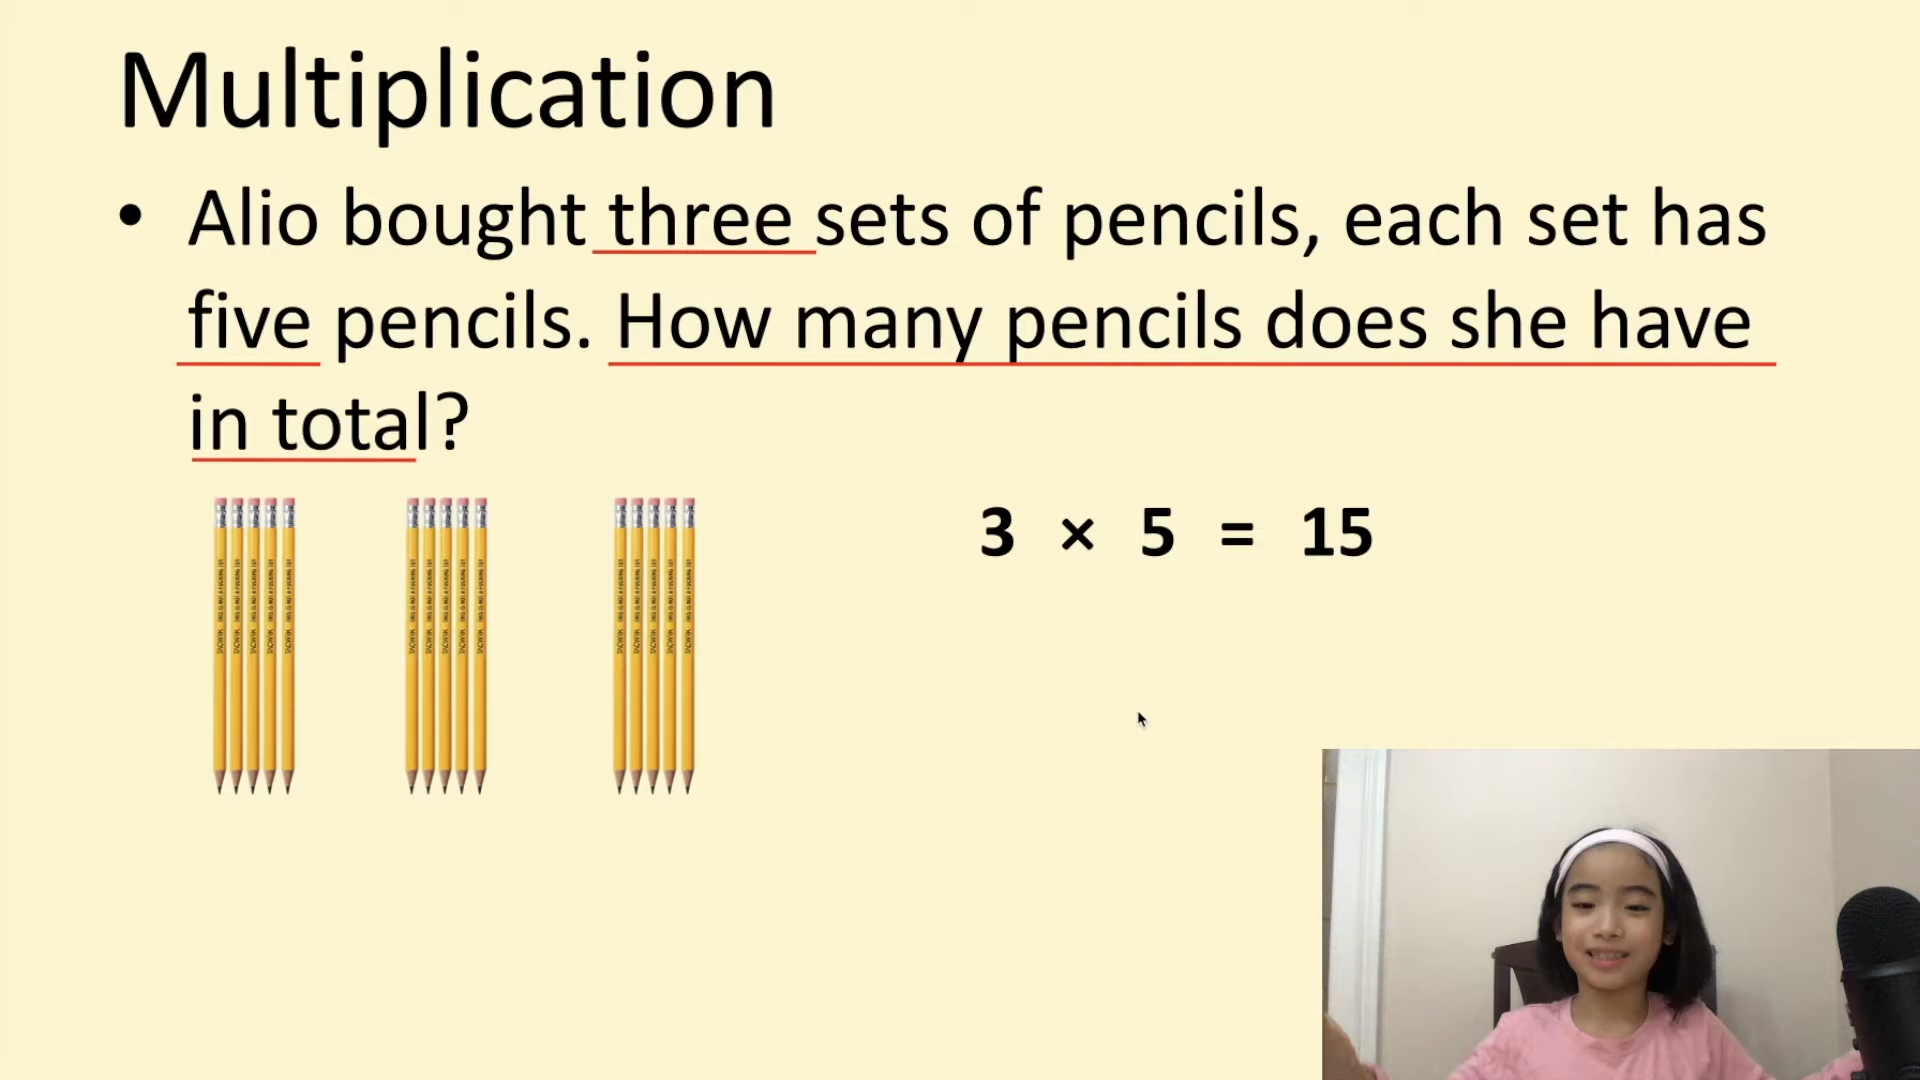 Multiplication
• Alio bought three sets of pencils, each set has
five pencils. How many pencils does she have
in total?
3 × 5 = 15